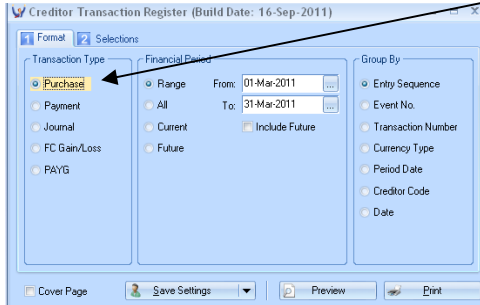 Creditor Transaction Register (Build Date: 16-Sep-2011)
1 Format 2 Selections
Transaction Type
Purchase
Payment
Journal
FC Gain/Loss
PAYG
Financial Period
Range From: 01-Mar-2011 ...
All To: 31-Mar-2011 ...
Current Include Future
Future
Group By
Entry Sequence
Event No.
Transaction Number
Currency Type
Period Date
Creditor Code
Date
Cover Page Save Settings Preview Print